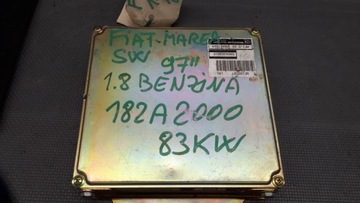 FIAT-MAREA
SW 97"
1.8 BENZINA
182A2000
83KW